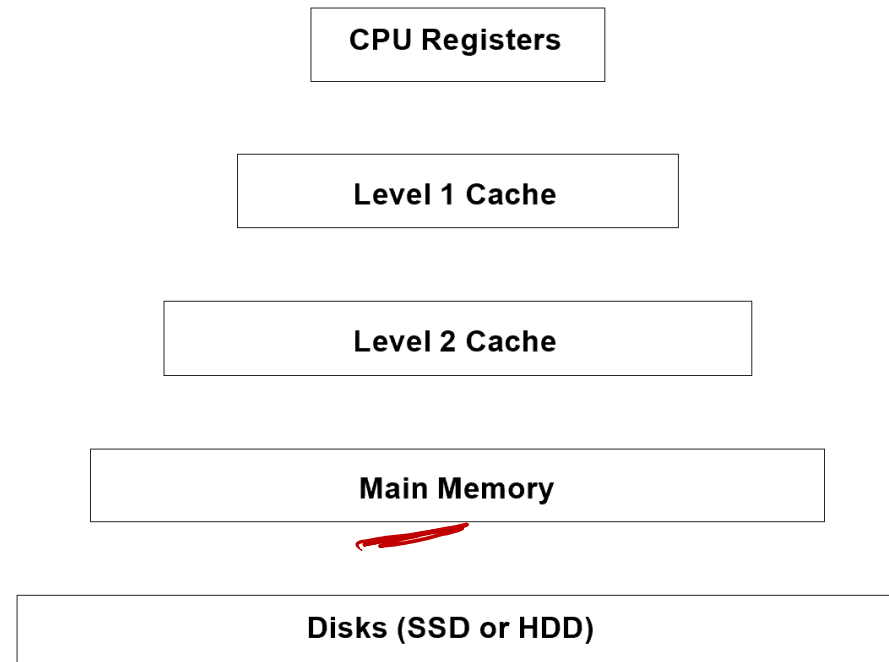 CPU Registers
Level 1 Cache
Level 2 Cache
Main Memory
Disks (SSD or HDD)